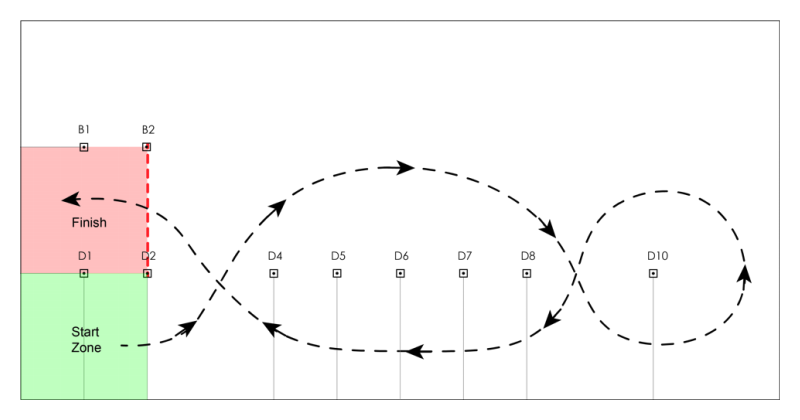 B1 B2
Finish
D1 D2 D4 D5 D6 D7 D8 D10
Start
Zone